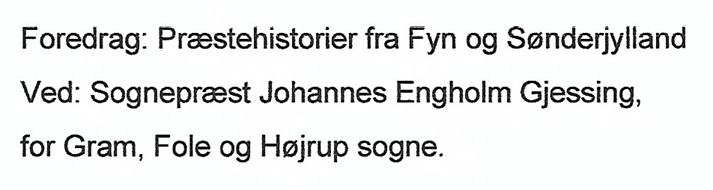 Foredrag: Præstehistorier fra Fyn og Sønderjylland
Ved: Sognepræst Johannes Engholm Gjessing,
for Gram, Fole og Højrup sogne.